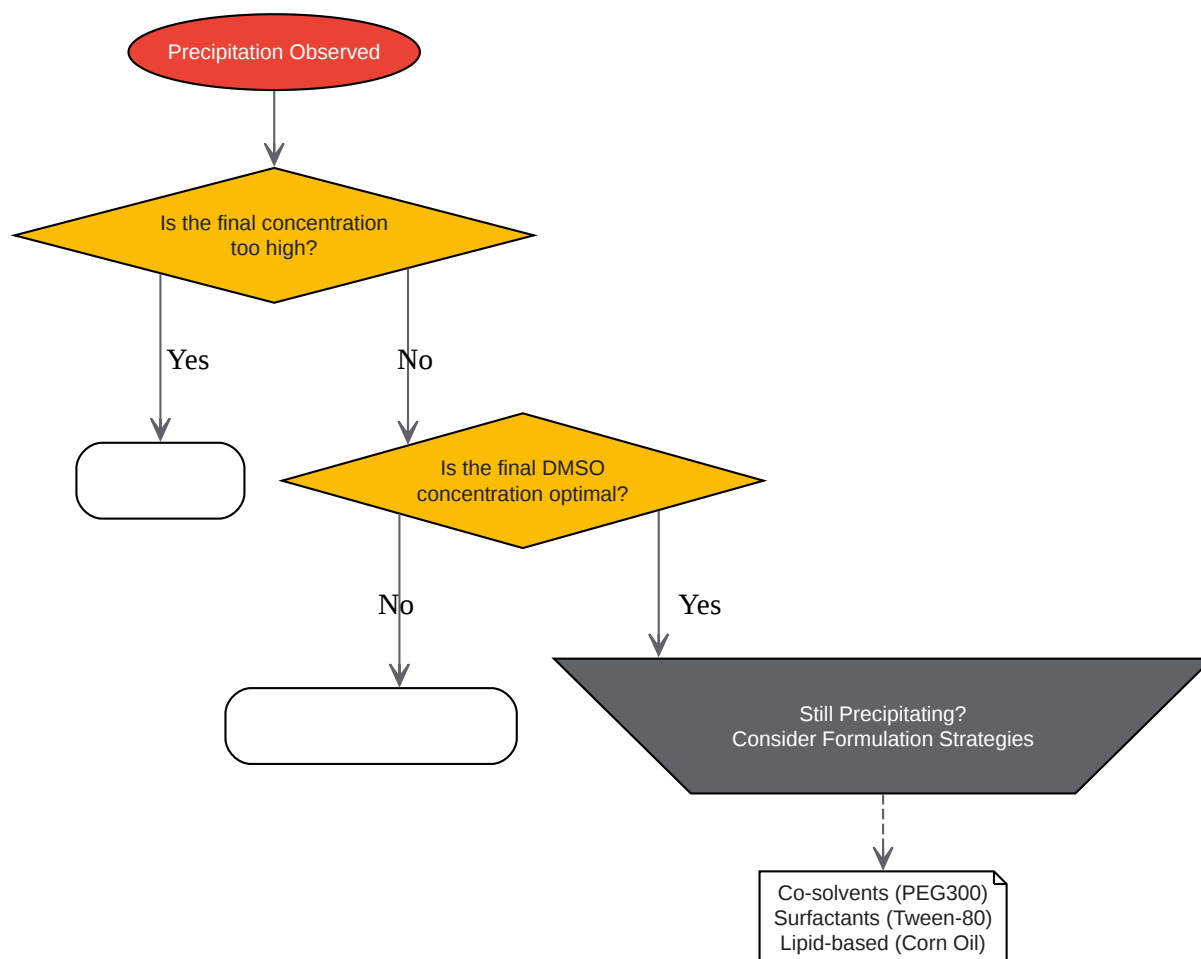 Precipitation Observed
Is the final concentration
too high?
Yes
No
Is the final DMSO
concentration optimal?
No
Yes
Still Precipitating?
Consider Formulation Strategies
Co-solvents (PEG300)
Surfactants (Tween-80)
Lipid-based (Corn Oil)